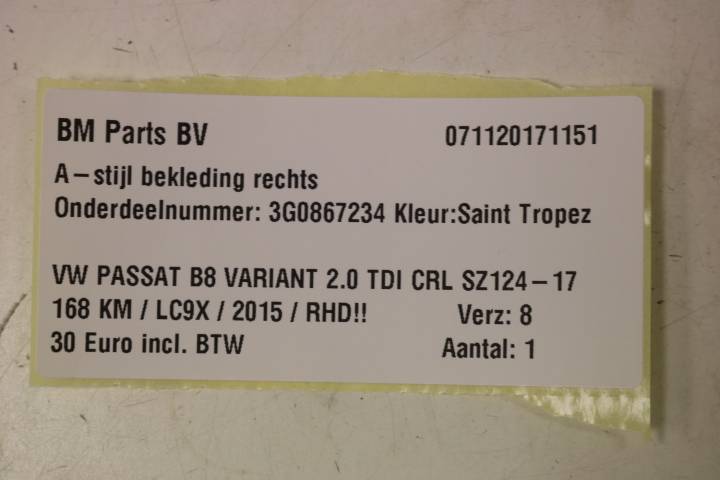 BM Parts BV 071120171151
A-stijl bekleding rechts
Onderdeelnummer: 3G0867234 Kleur:Saint Tropez
VW PASSAT B8 VARIANT 2.0 TDI CRL SZ124-17
168 KM / LC9X / 2015 / RHD!! Verz: 8
30 Euro incl. BTW Aantal: 1